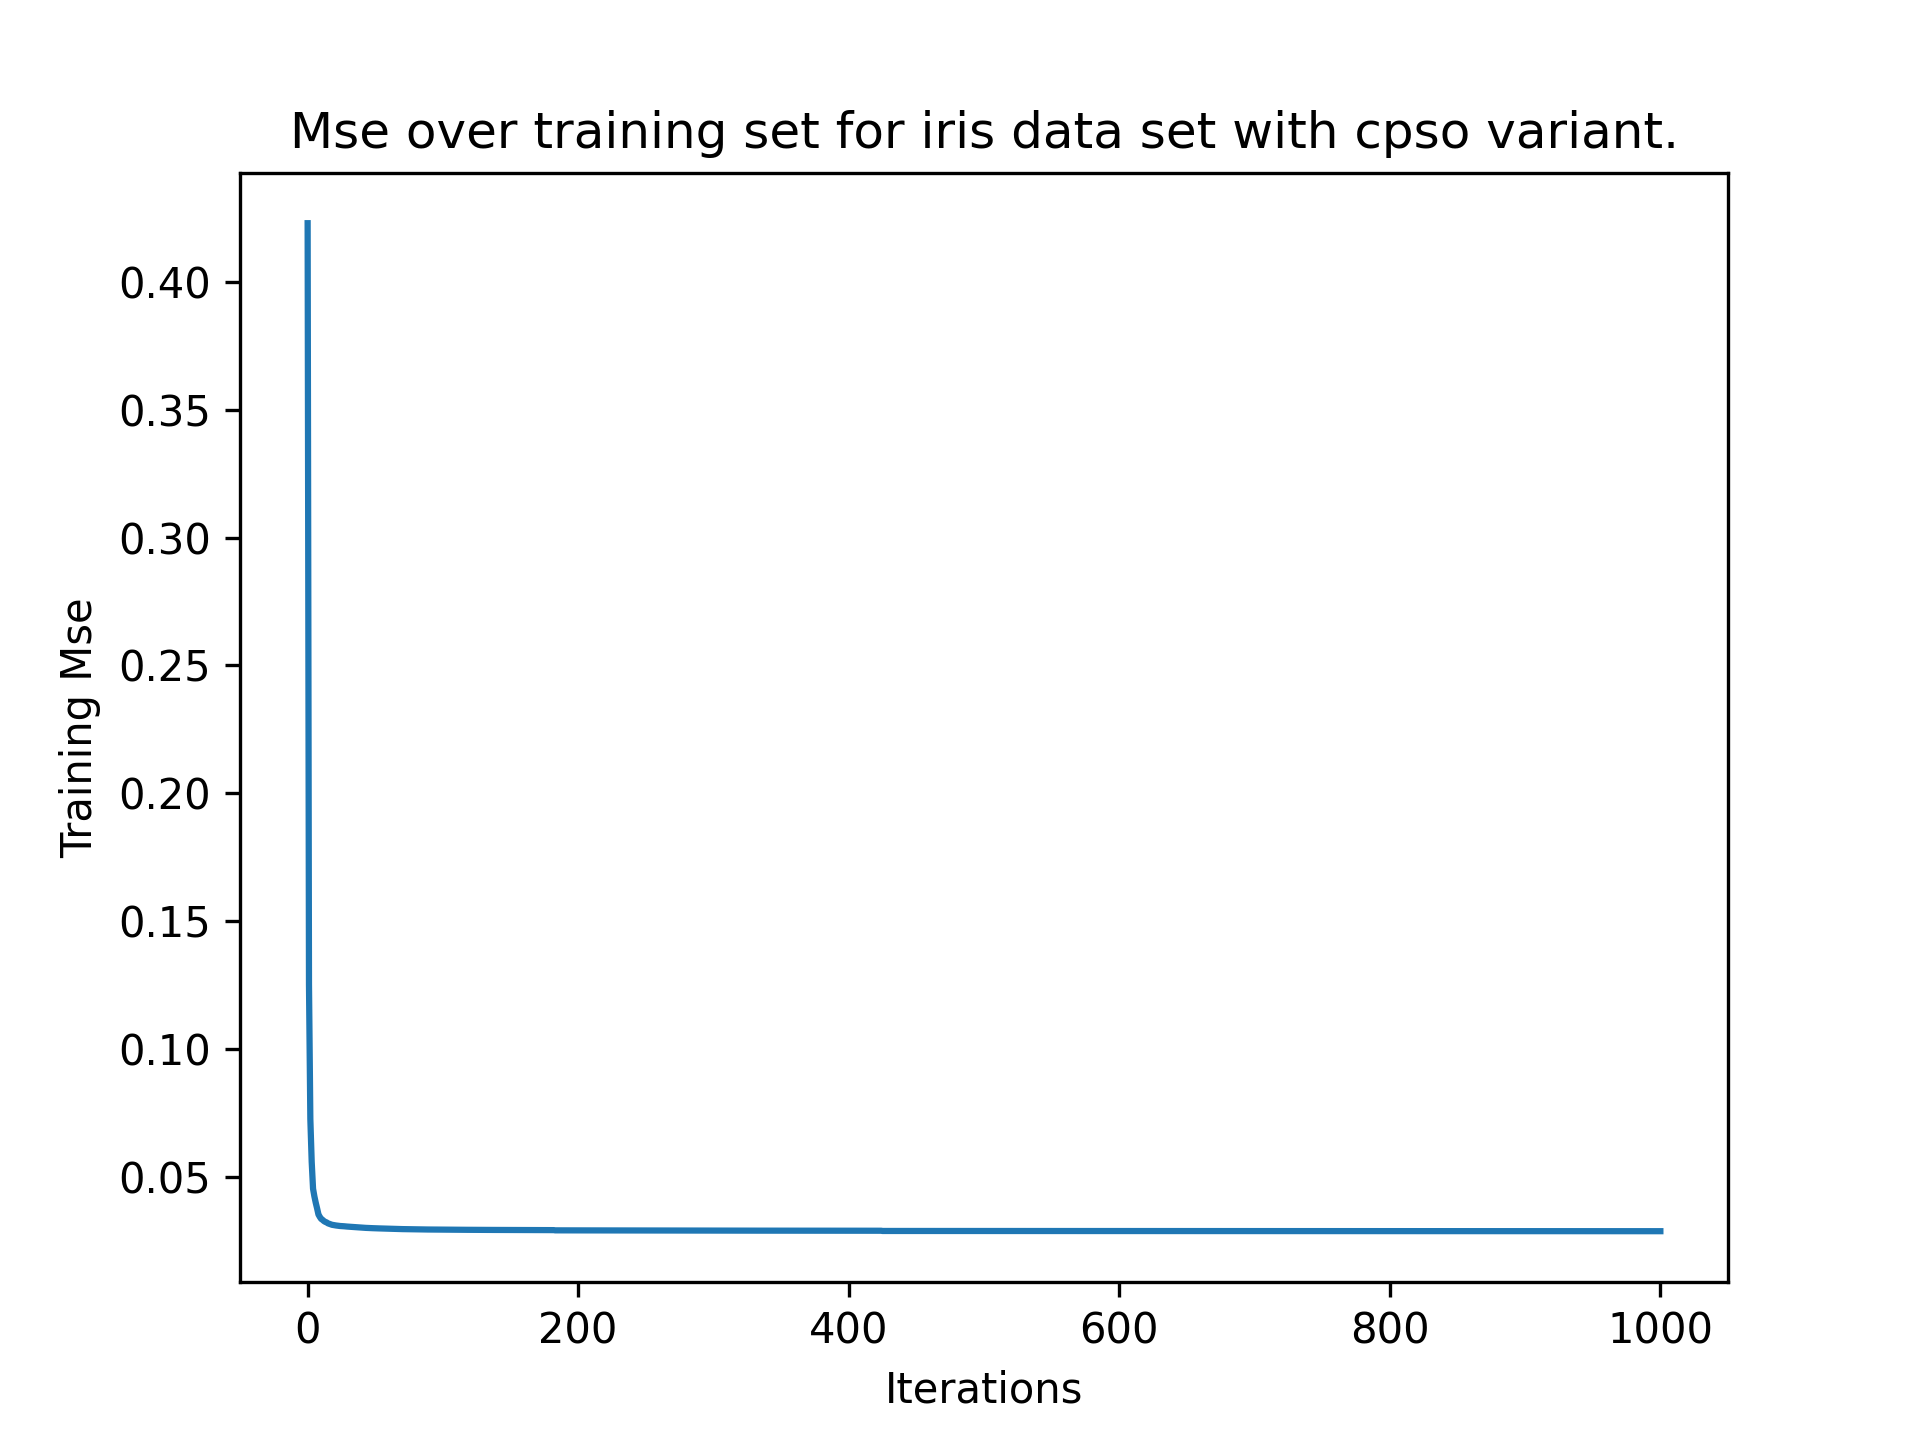 Mse over training set for iris data set with cpso variant.
0.40
0.35
0.30
0.25
0.20
0.15
0.10
0.05
Training Mse
0 200 400 600 800 1000
Iterations